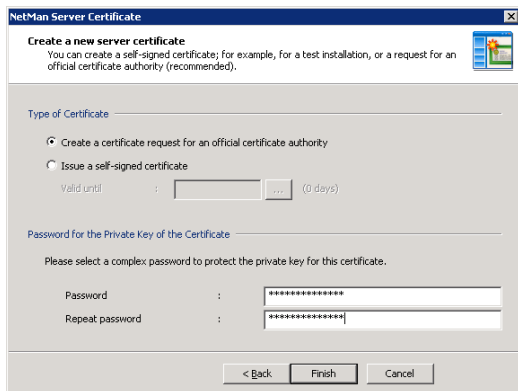 NetMan Server Certificate
Create a new server certificate
You can create a self-signed certificate; for example, for a test installation, or a request for an
official certificate authority (recommended).
Type of Certificate
Create a certificate request for an official certificate authority
Issue a self-signed certificate
Valid until : ... (0 days)
Password for the Private Key of the Certificate
Please select a complex password to protect the private key for this certificate.
Password : **************
Repeat password : **************
< Back Finish Cancel